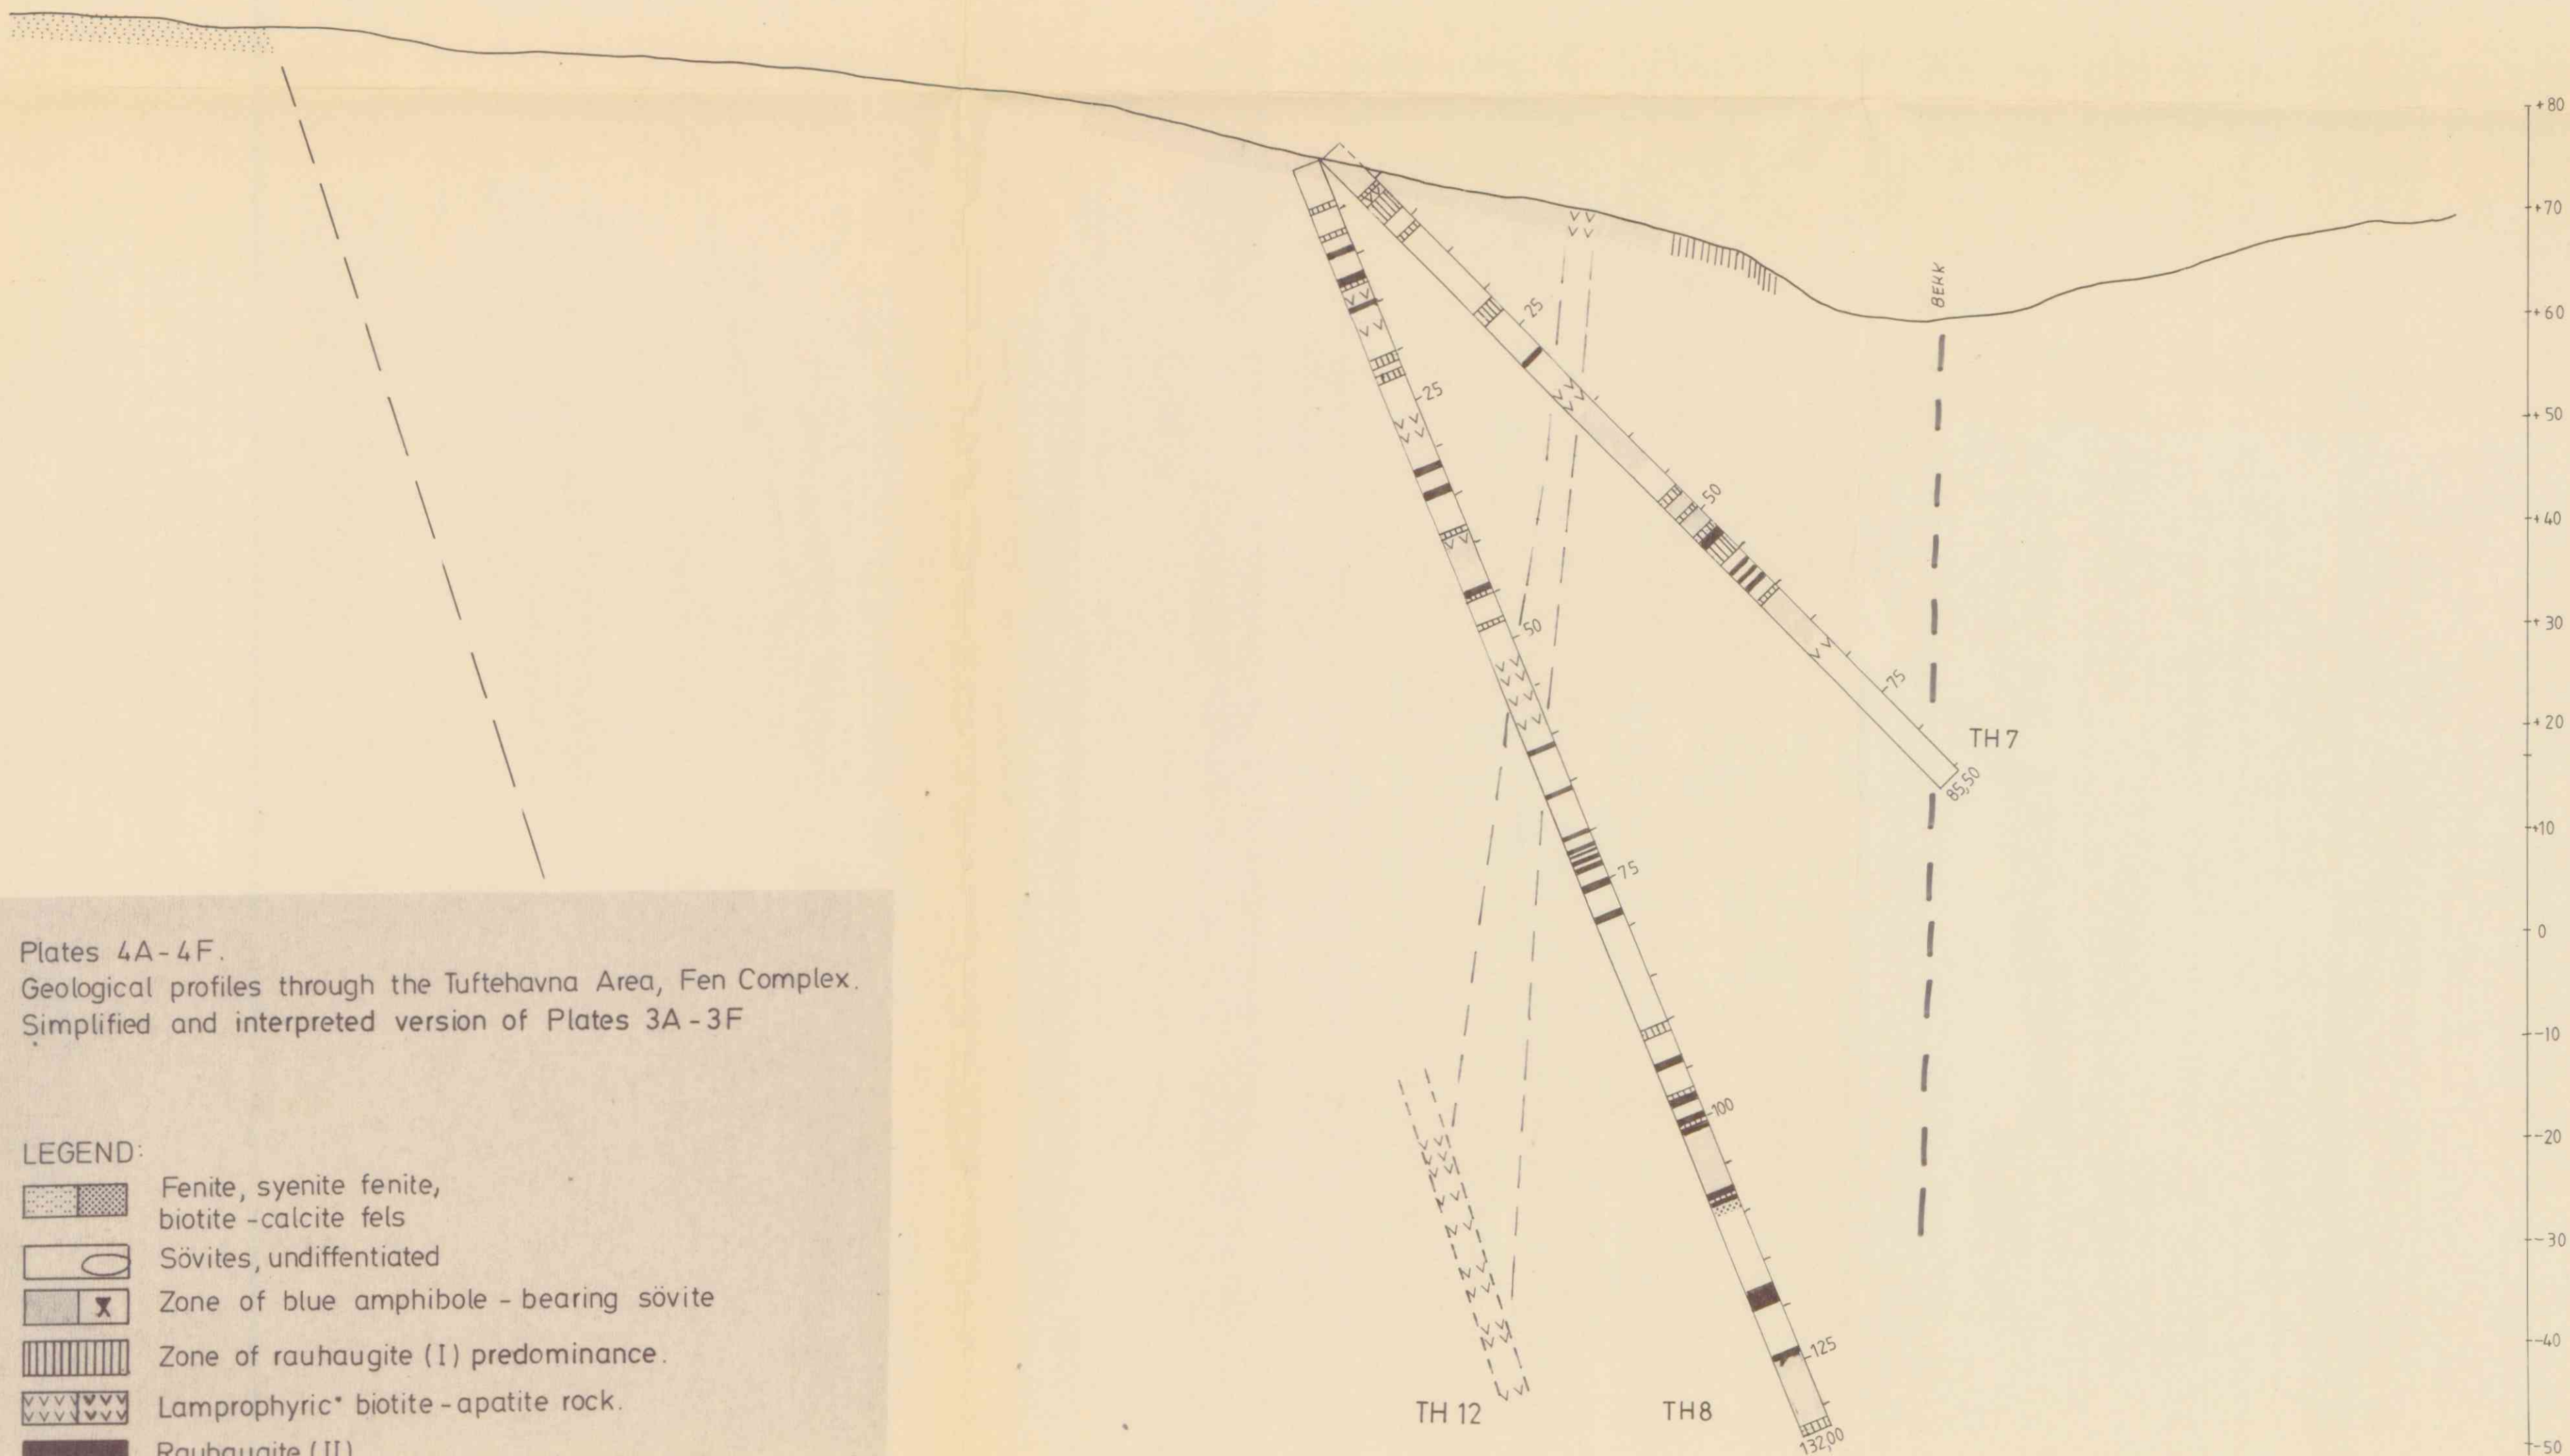 +80
+70
+60
+50
+40
+30
+20
+10
0
-10
-20
-30
-40
-50
BEKK
25
50
75
85,50
TH 7
25
50
75
100
125
132,00
TH 12
TH 8
Plates 4A-4F.
Geological profiles through the Tuftehavna Area, Fen Complex.
Simplified and interpreted version of Plates 3A-3F
LEGEND:
Fenite, syenite fenite,
biotite-calcite fels
Sövites, undiffentiated
Zone of blue amphibole-bearing sövite
Zone of rauhaugite (I) predominance.
Lamprophyric" biotite-apatite rock.
Rauhaugite (II)